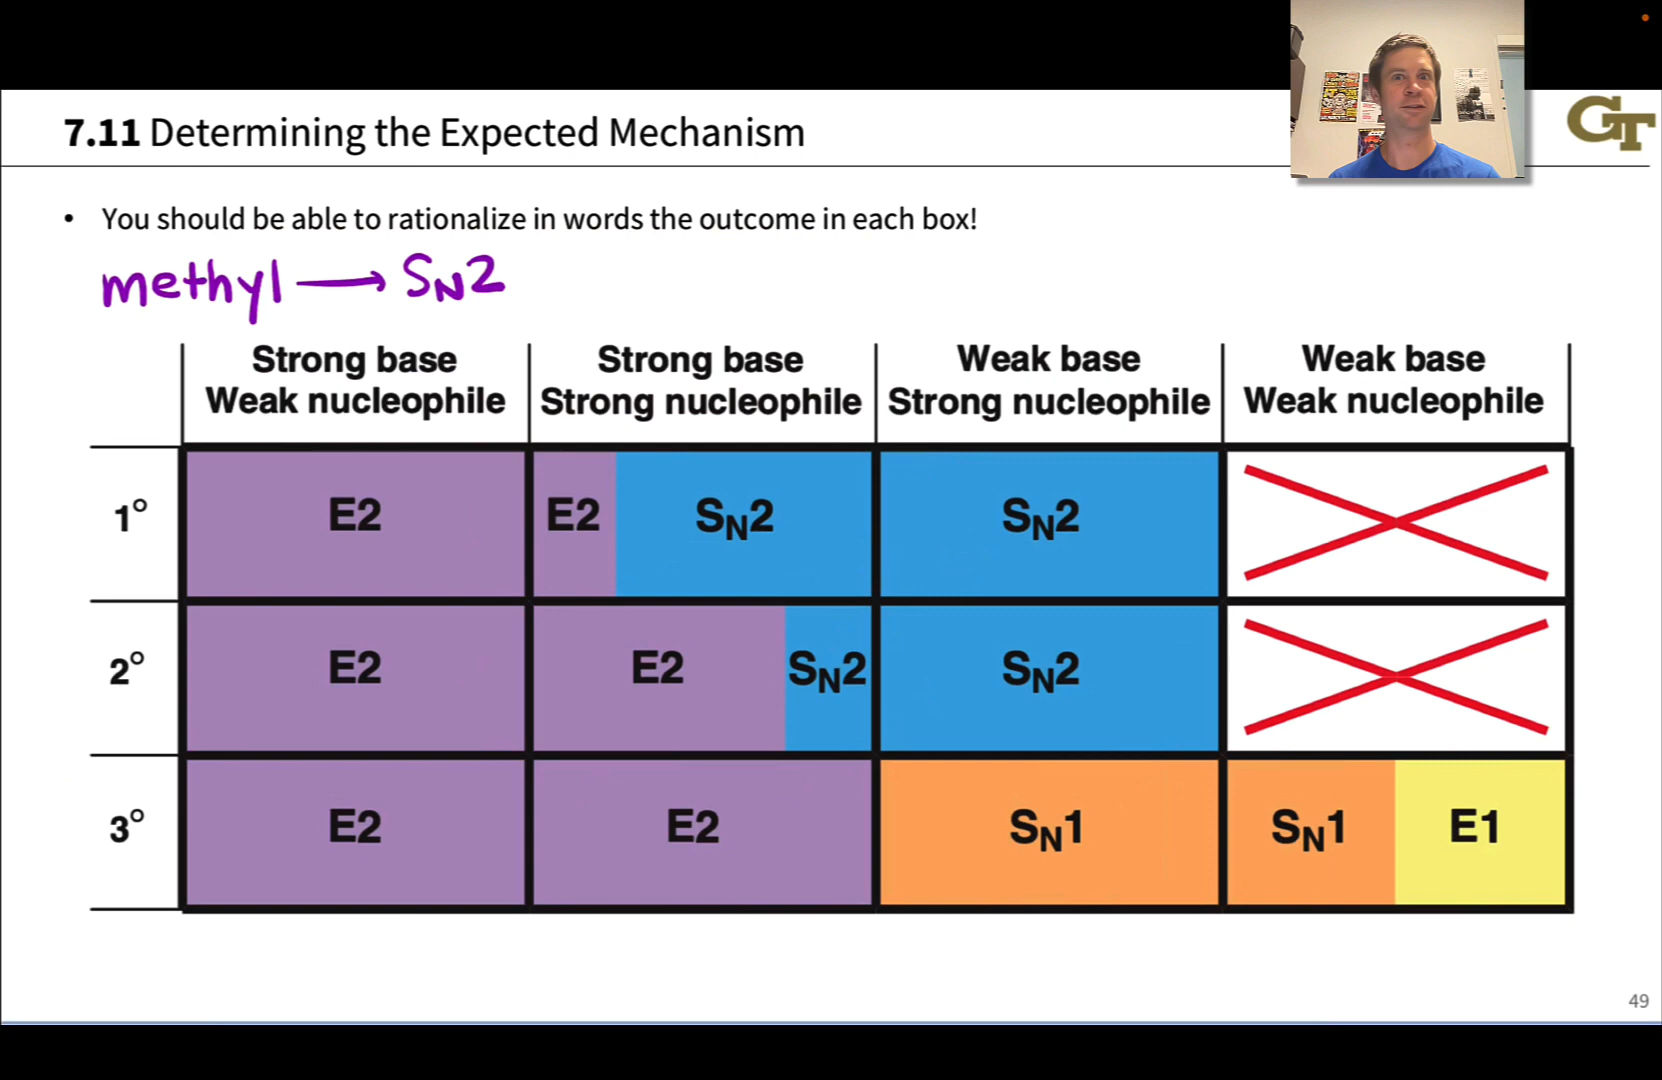 GT
7.11 Determining the Expected Mechanism
• You should be able to rationalize in words the outcome in each box!
methyl ⟶ SN2
Strong base Strong base Weak base Weak base
Weak nucleophile Strong nucleophile Strong nucleophile Weak nucleophile
1° E2 E2 SN2 SN2
2° E2 E2 SN2 SN2
3° E2 E2 SN1 SN1 E1
49